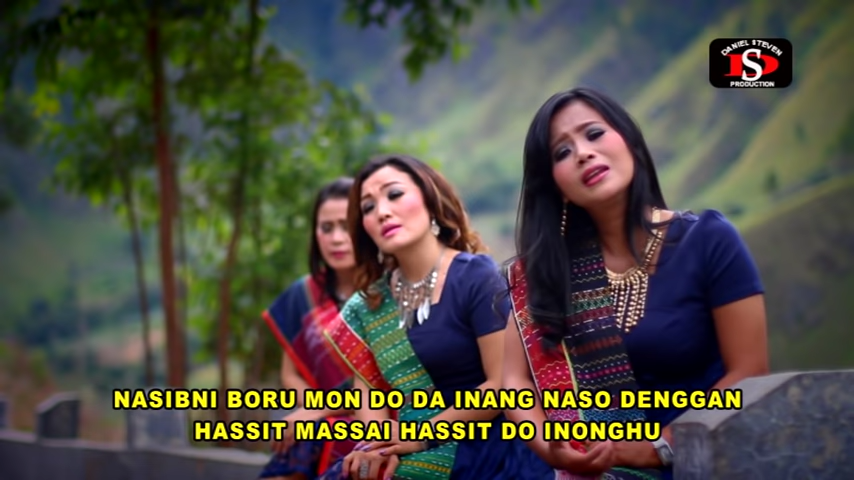 DANIEL STEVEN
DS
PRODUCTION
NASIBNI BORU MON DO DA INANG NASO DENGGAN
HASSIT MASSAI HASSIT DO INONGHU